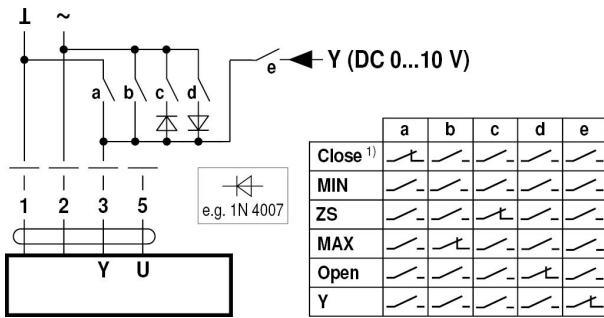 ⊥ ~
e Y (DC 0...10 V)
a b c d
1 2 3 5
e.g. 1N 4007
Y U
a b c d e
Close 1)
MIN
ZS
MAX
Open
Y